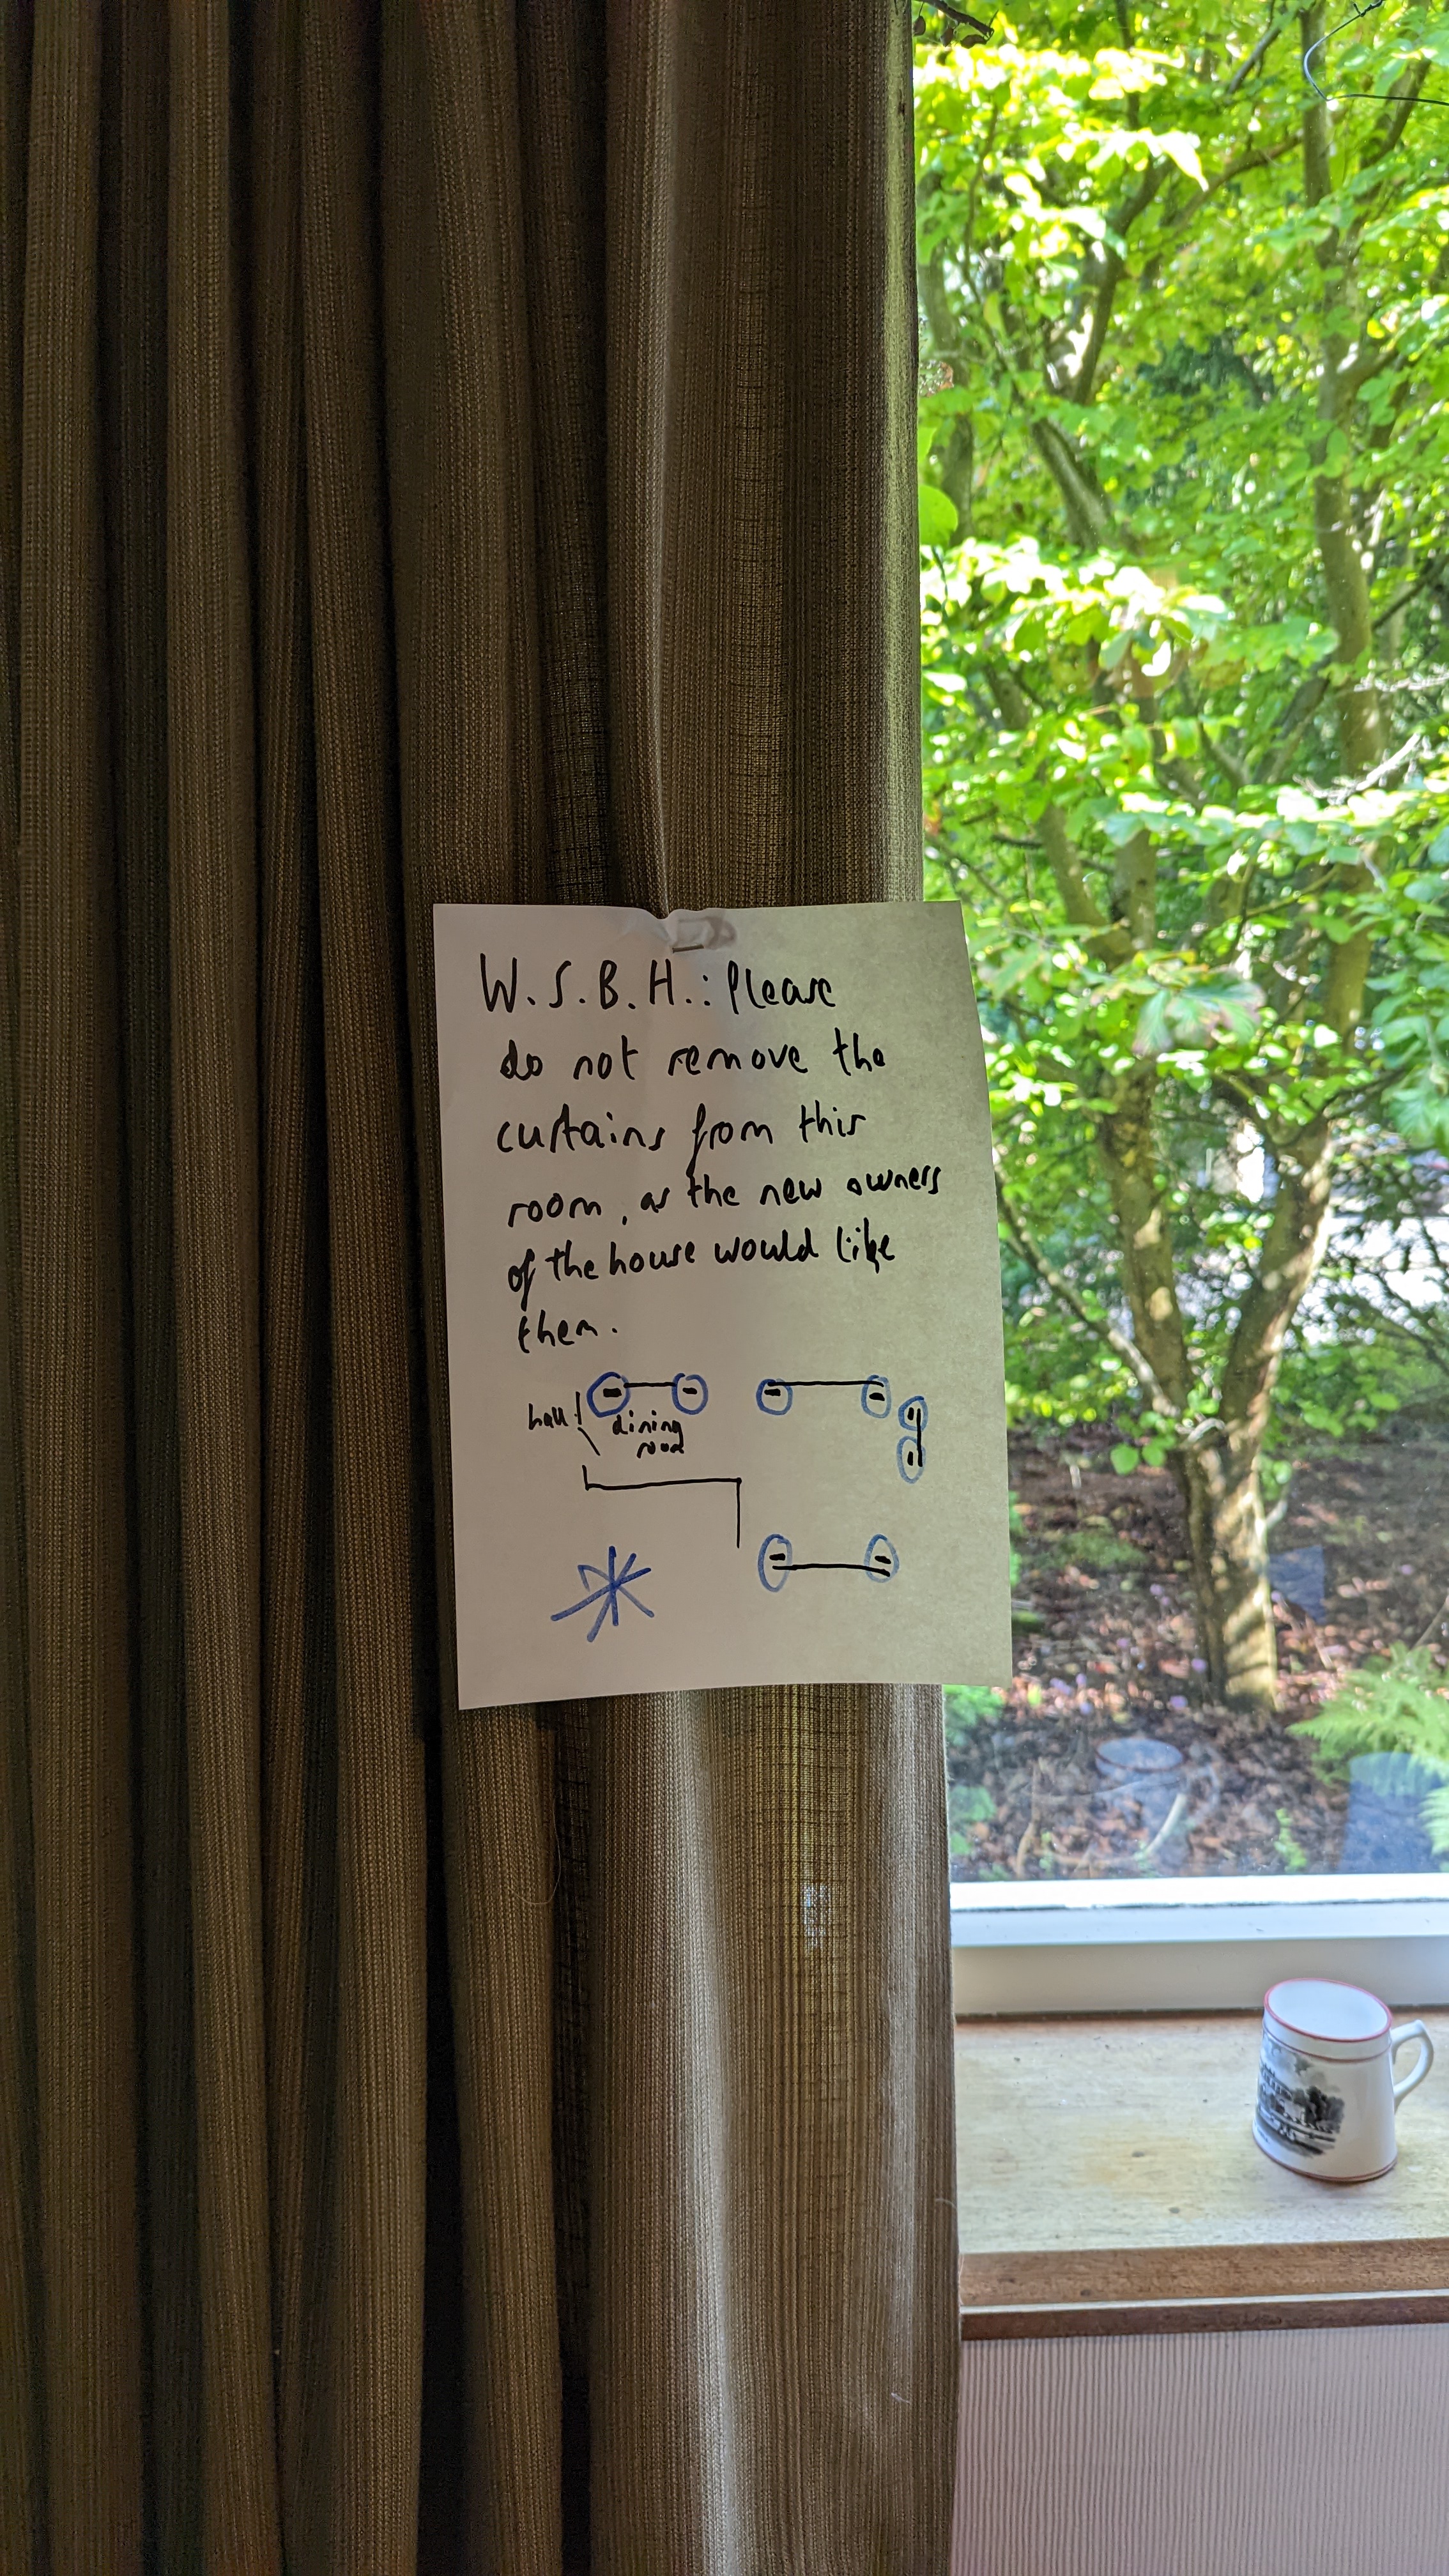 W.S.B.H.: Please
do not remove the
curtains from this
room, as the new owners
of the house would like
them.
hall
dining
room